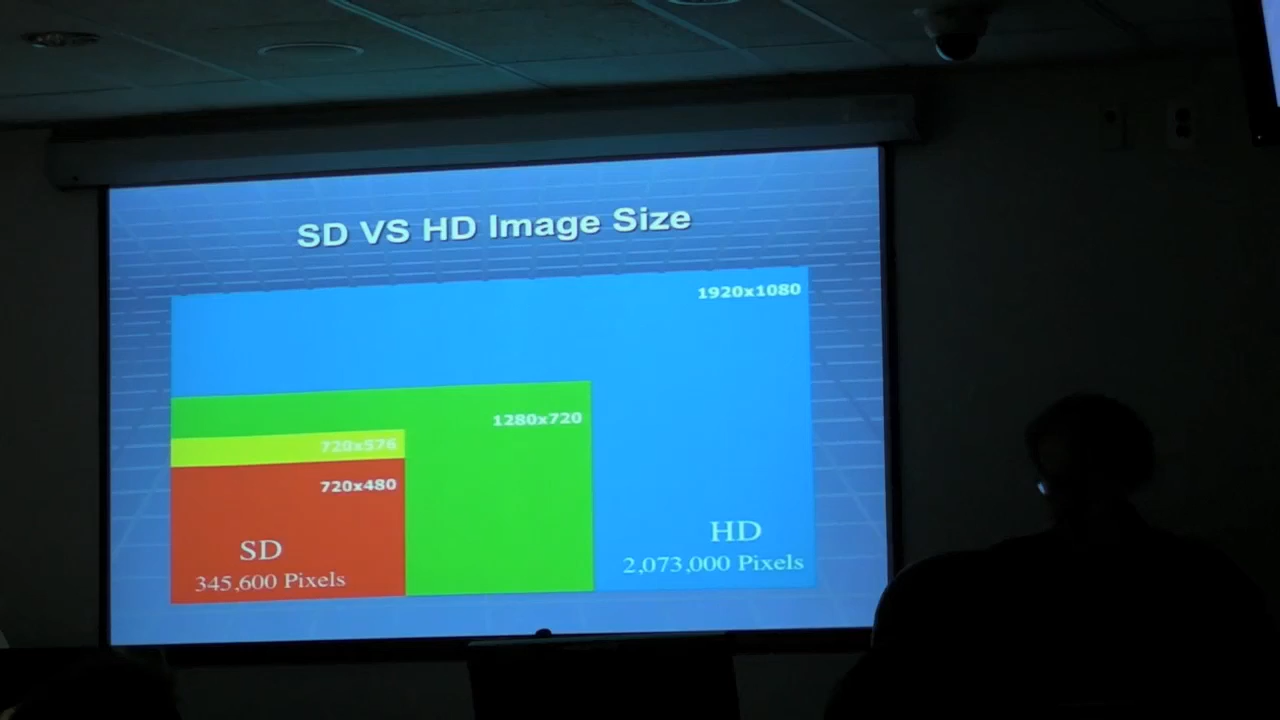 SD VS HD Image Size
1920x1080
1280x720
720x576
720x480
SD
345,600 Pixels
HD
2,073,000 Pixels